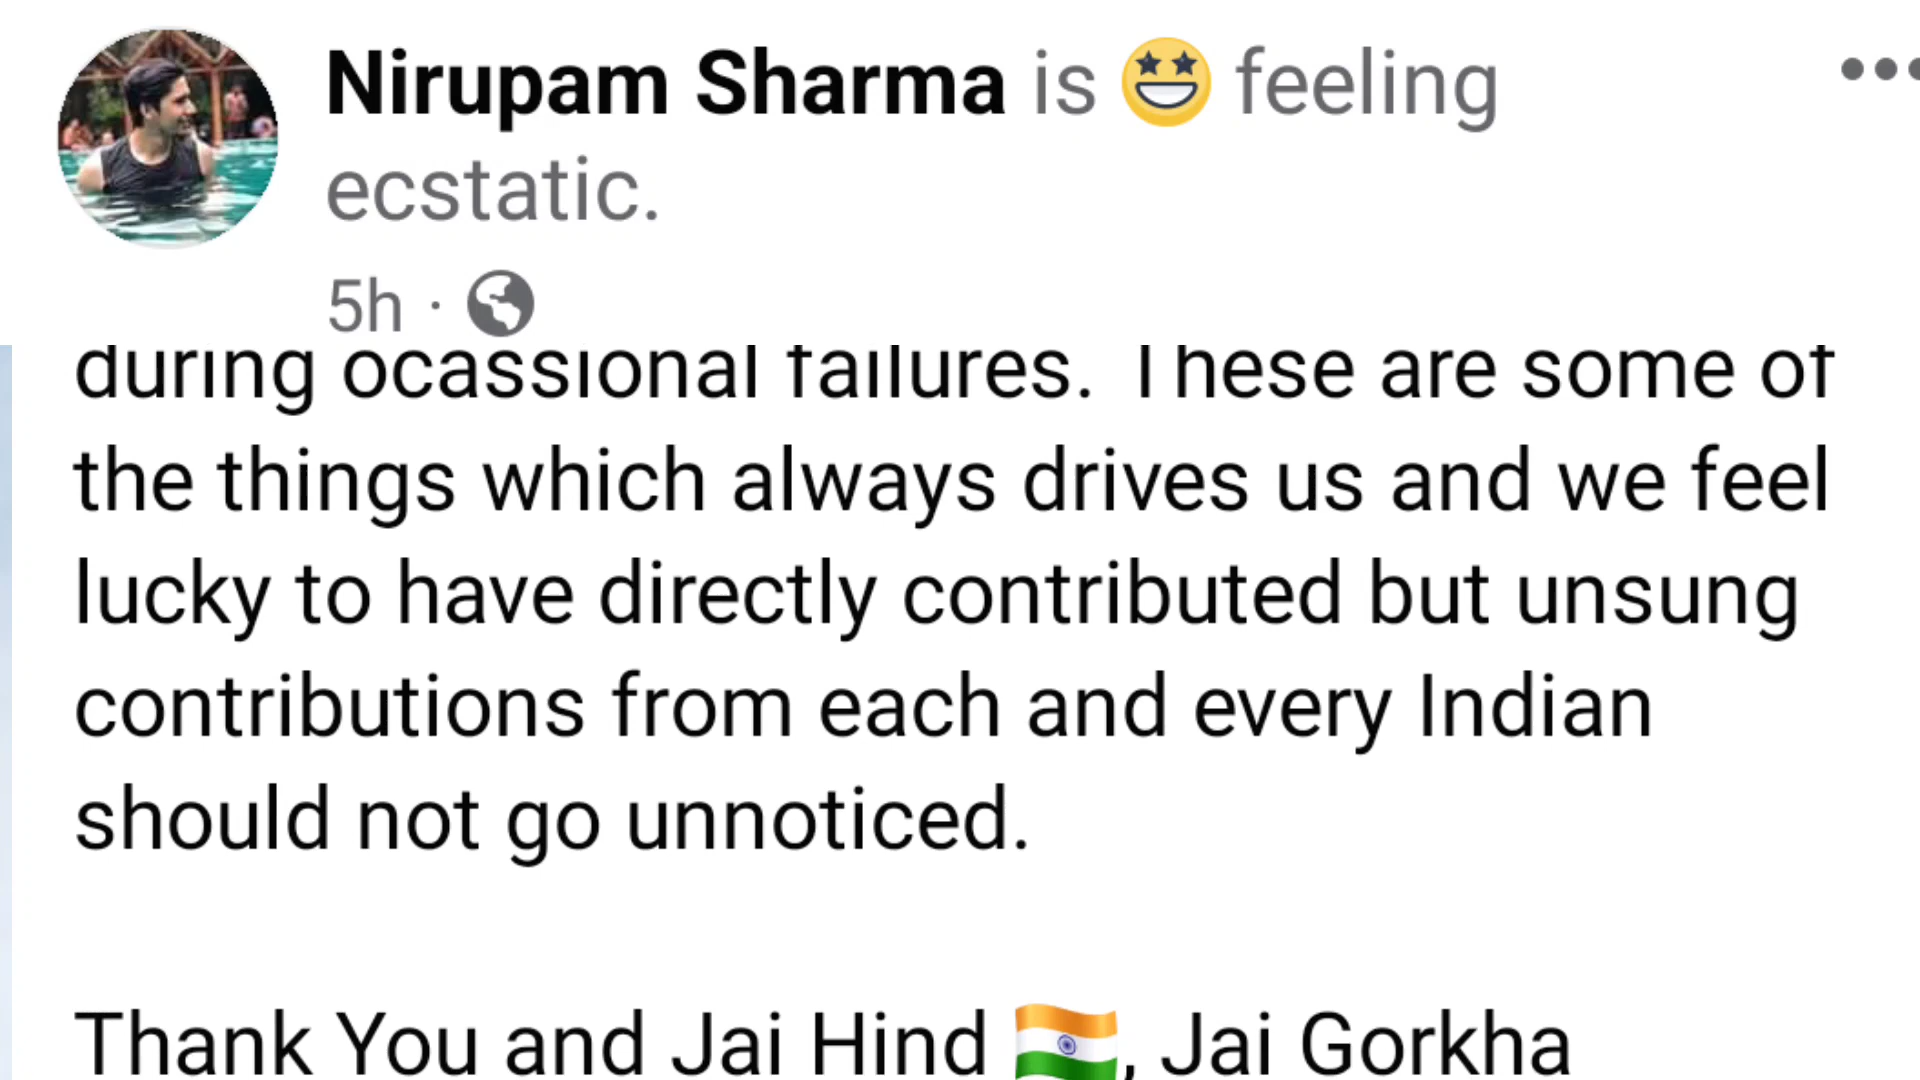 Nirupam Sharma is 🤩 feeling
ecstatic.
5h ·
during ocassional failures. These are some of
the things which always drives us and we feel
lucky to have directly contributed but unsung
contributions from each and every Indian
should not go unnoticed.
Thank You and Jai Hind 🇮🇳, Jai Gorkha